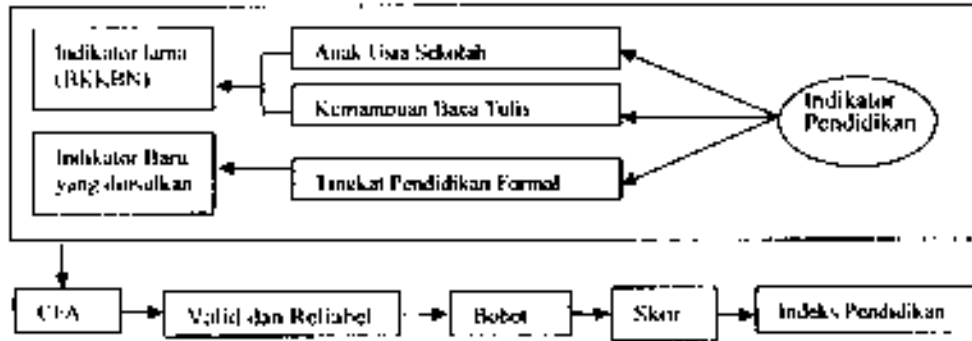 Indikator lama
(BKKBN)
Anak Usia Sekolah
Kemampuan Baca Tulis
Indikator
Pendidikan
Indikator Baru
yang diusulkan
Tingkat Pendidikan Formal
CFA
Valid dan Reliabel
Bobot
Skor
Indeks Pendidikan